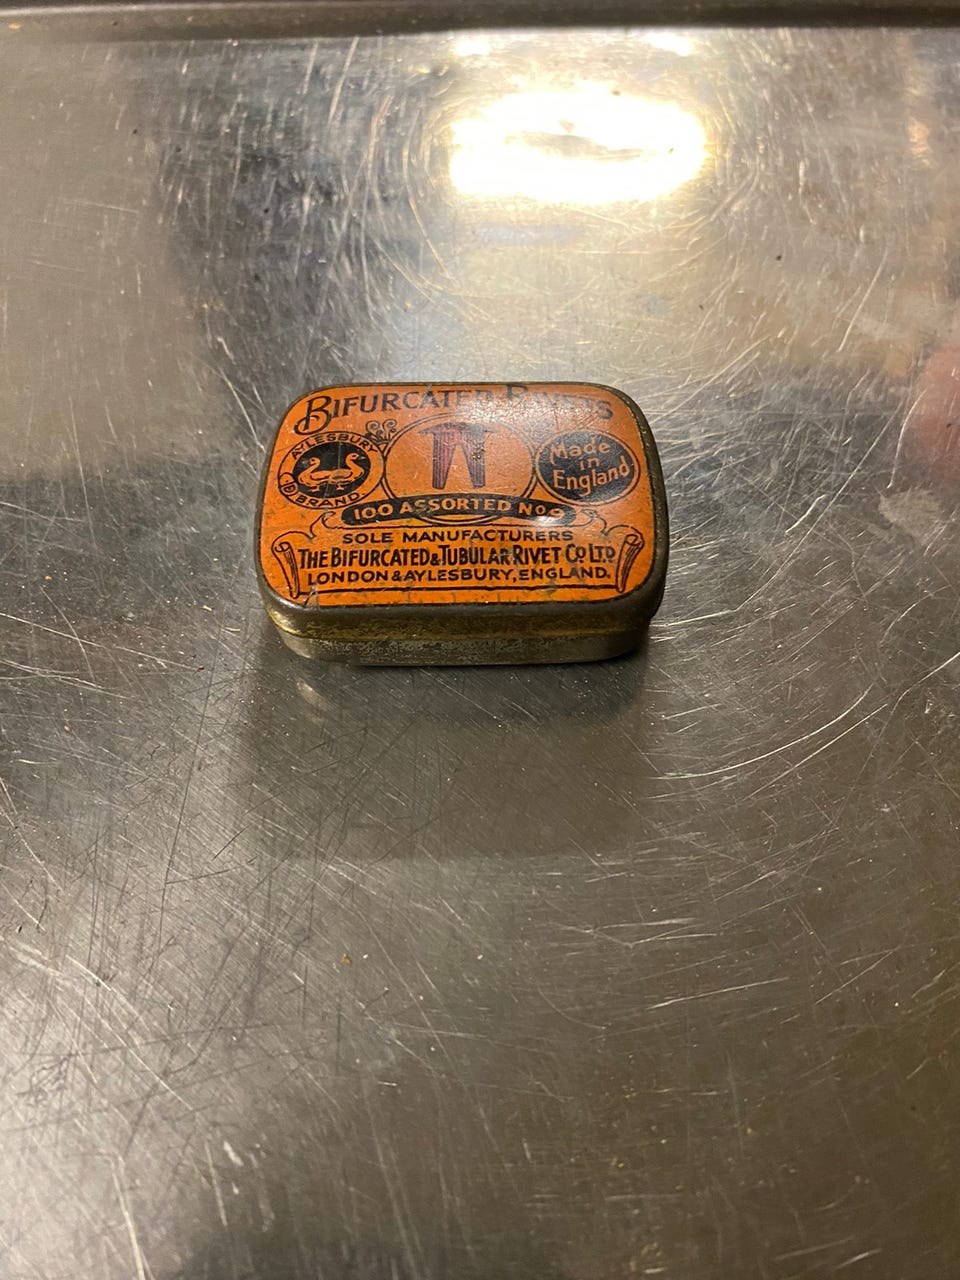 BIFURCATED RIVETS
AYLESBURY
BRAND
Made
in
England
100 ASSORTED Nos
SOLE MANUFACTURERS
THE BIFURCATED & TUBULAR RIVET Co. LTD.
LONDON & AYLESBURY, ENGLAND.